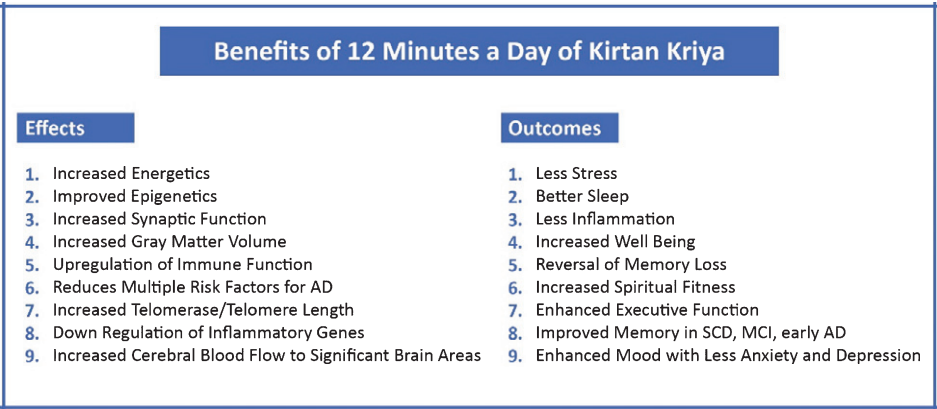 Benefits of 12 Minutes a Day of Kirtan Kriya
Effects
1. Increased Energetics
2. Improved Epigenetics
3. Increased Synaptic Function
4. Increased Gray Matter Volume
5. Upregulation of Immune Function
6. Reduces Multiple Risk Factors for AD
7. Increased Telomerase/Telomere Length
8. Down Regulation of Inflammatory Genes
9. Increased Cerebral Blood Flow to Significant Brain Areas
Outcomes
1. Less Stress
2. Better Sleep
3. Less Inflammation
4. Increased Well Being
5. Reversal of Memory Loss
6. Increased Spiritual Fitness
7. Enhanced Executive Function
8. Improved Memory in SCD, MCI, early AD
9. Enhanced Mood with Less Anxiety and Depression